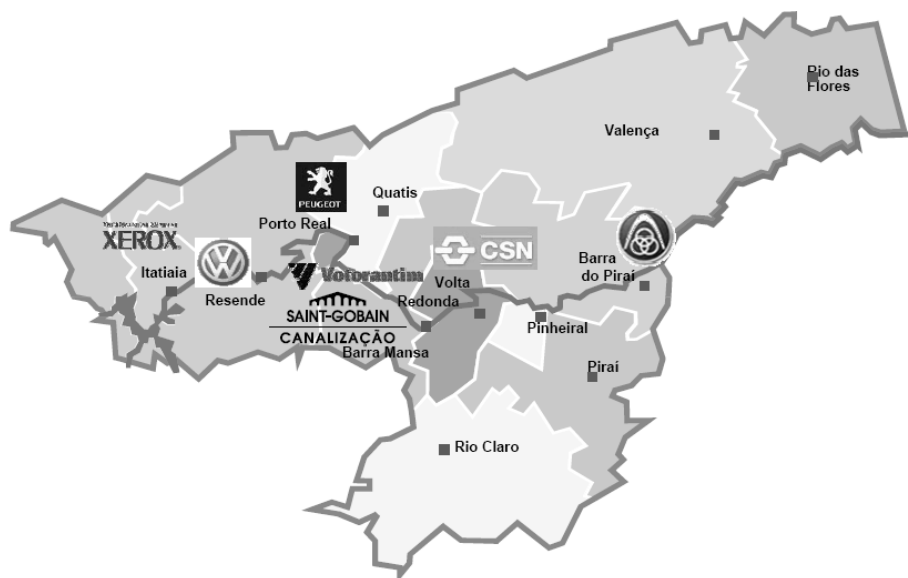 Rio das
Flores
Valença
PEUGEOT
Quatis
Porto Real
XEROX
CSN
Barra
do Piraí
Itatiaia
Votorantim
Volta
Redonda
Resende
SAINT-GOBAIN
CANALIZAÇÃO
Barra Mansa
Pinheiral
Piraí
Rio Claro